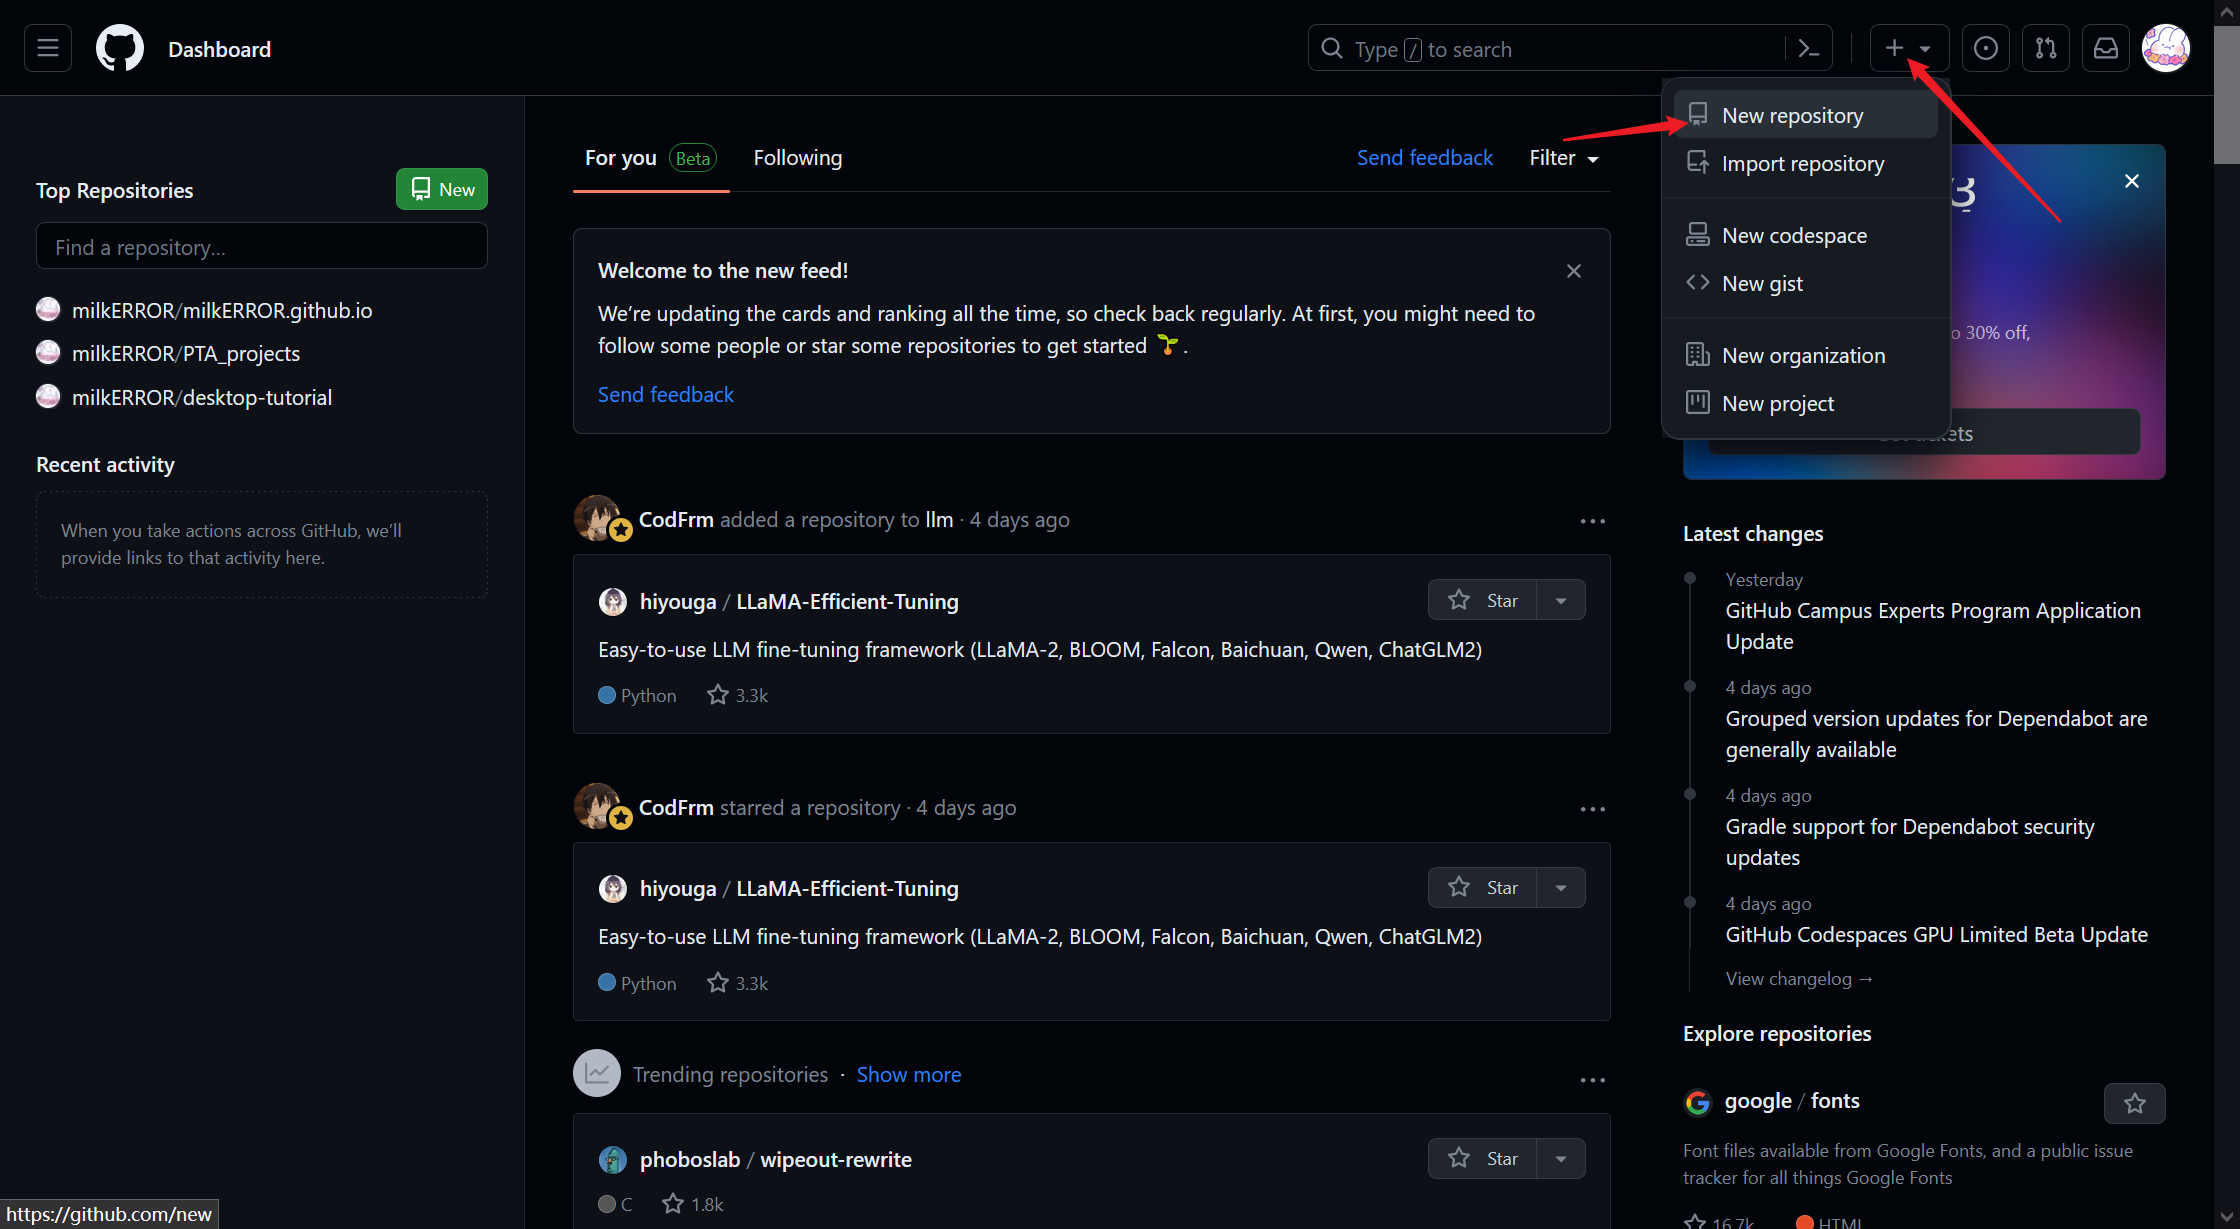 Dashboard
Type / to search
New repository
Import repository
New codespace
New gist
New organization
New project
Top Repositories
New
Find a repository...
milkERROR/milkERROR.github.io
milkERROR/PTA_projects
milkERROR/desktop-tutorial
Recent activity
When you take actions across GitHub, we'll
provide links to that activity here.
For you Beta
Following
Send feedback
Filter
Welcome to the new feed!
We're updating the cards and ranking all the time, so check back regularly. At first, you might need to
follow some people or star some repositories to get started 🌱.
Send feedback
CodFrm added a repository to llm · 4 days ago
hiyouga / LLaMA-Efficient-Tuning
Star
Easy-to-use LLM fine-tuning framework (LLaMA-2, BLOOM, Falcon, Baichuan, Qwen, ChatGLM2)
Python 3.3k
CodFrm starred a repository · 4 days ago
hiyouga / LLaMA-Efficient-Tuning
Star
Easy-to-use LLM fine-tuning framework (LLaMA-2, BLOOM, Falcon, Baichuan, Qwen, ChatGLM2)
Python 3.3k
Trending repositories · Show more
phoboslab / wipeout-rewrite
Star
C 1.8k
30% off,
Latest changes
Yesterday
GitHub Campus Experts Program Application
Update
4 days ago
Grouped version updates for Dependabot are
generally available
4 days ago
Gradle support for Dependabot security
updates
4 days ago
GitHub Codespaces GPU Limited Beta Update
View changelog →
Explore repositories
google / fonts
Font files available from Google Fonts, and a public issue
tracker for all things Google Fonts
16.7k HTML
https://github.com/new